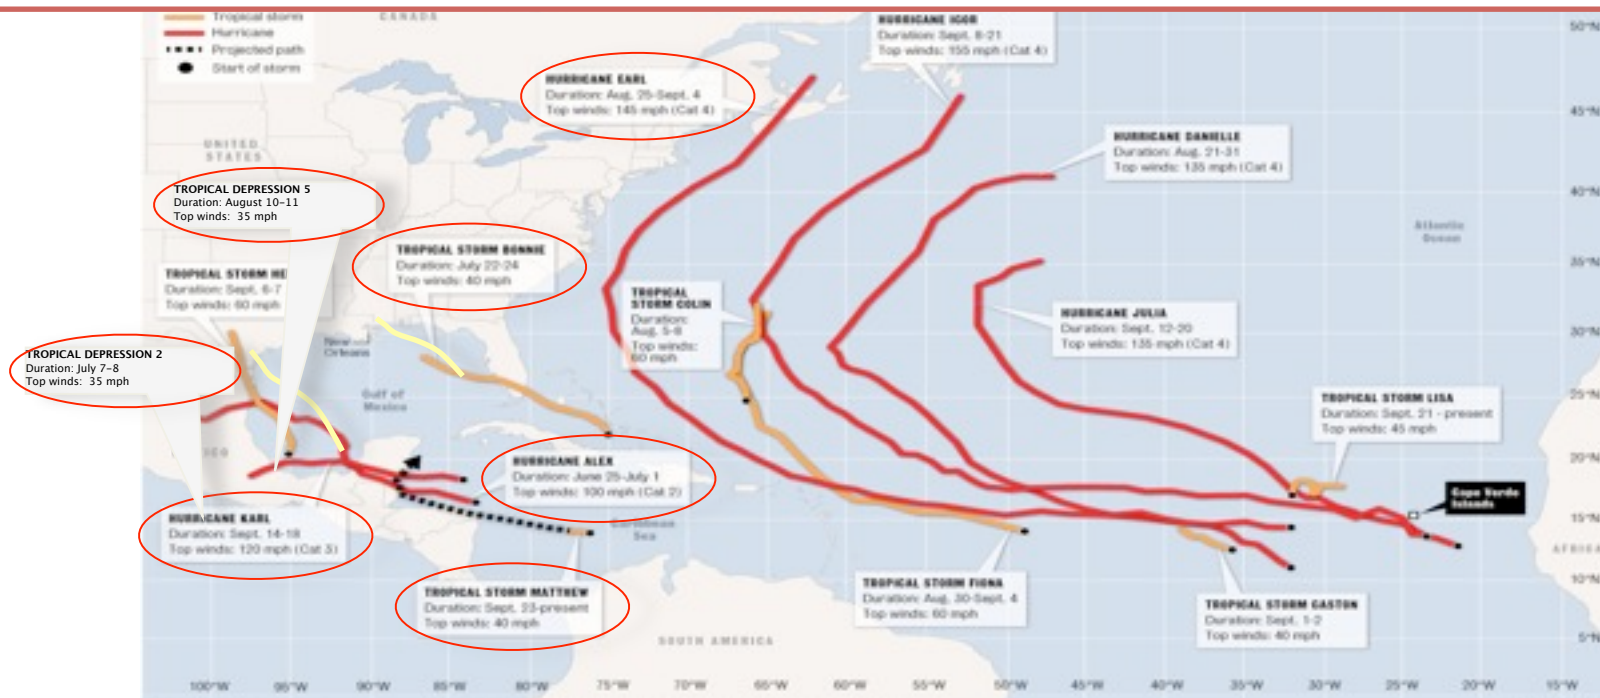 CANADA
Tropical storm
Hurricane
Projected path
Start of storm
HURRICANE IGOR
Duration: Sept. 8-21
Top winds: 155 mph (Cat 4)
50°N
HURRICANE EARL
Duration: Aug. 25-Sept. 4
Top winds: 145 mph (Cat 4)
45°N
HURRICANE DANIELLE
Duration: Aug. 21-31
Top winds: 135 mph (Cat 4)
UNITED
STATES
TROPICAL DEPRESSION 5
Duration: August 10-11
Top winds: 35 mph
40°N
Atlantic
Ocean
TROPICAL STORM BONNIE
Duration: July 22-24
Top winds: 40 mph
35°N
TROPICAL STORM HE
Duration: Sept. 6-7
Top winds: 60 mph
TROPICAL
STORM COLIN
Duration:
Aug. 5-8
Top winds:
60 mph
HURRICANE JULIA
Duration: Sept. 12-20
Top winds: 135 mph (Cat 4)
30°N
New
Orleans
TROPICAL DEPRESSION 2
Duration: July 7-8
Top winds: 35 mph
Gulf of
Mexico
25°N
TROPICAL STORM LISA
Duration: Sept. 21 - present
Top winds: 45 mph
ICO
20°N
HURRICANE ALEX
Duration: June 25-July 1
Top winds: 100 mph (Cat 2)
Cape Verde
Islands
HURRICANE KARL
Duration: Sept. 14-18
Top winds: 120 mph (Cat 3)
Caribbean
Sea
15°N
AFRICA
TROPICAL STORM MATTHEW
Duration: Sept. 23-present
Top winds: 40 mph
TROPICAL STORM FIONA
Duration: Aug. 30-Sept. 4
Top winds: 60 mph
10°N
TROPICAL STORM GASTON
Duration: Sept. 1-2
Top winds: 40 mph
SOUTH AMERICA
5°N
100°W 95°W 90°W 85°W 80°W 75°W 70°W 65°W 60°W 55°W 50°W 45°W 40°W 35°W 30°W 25°W 20°W 15°W